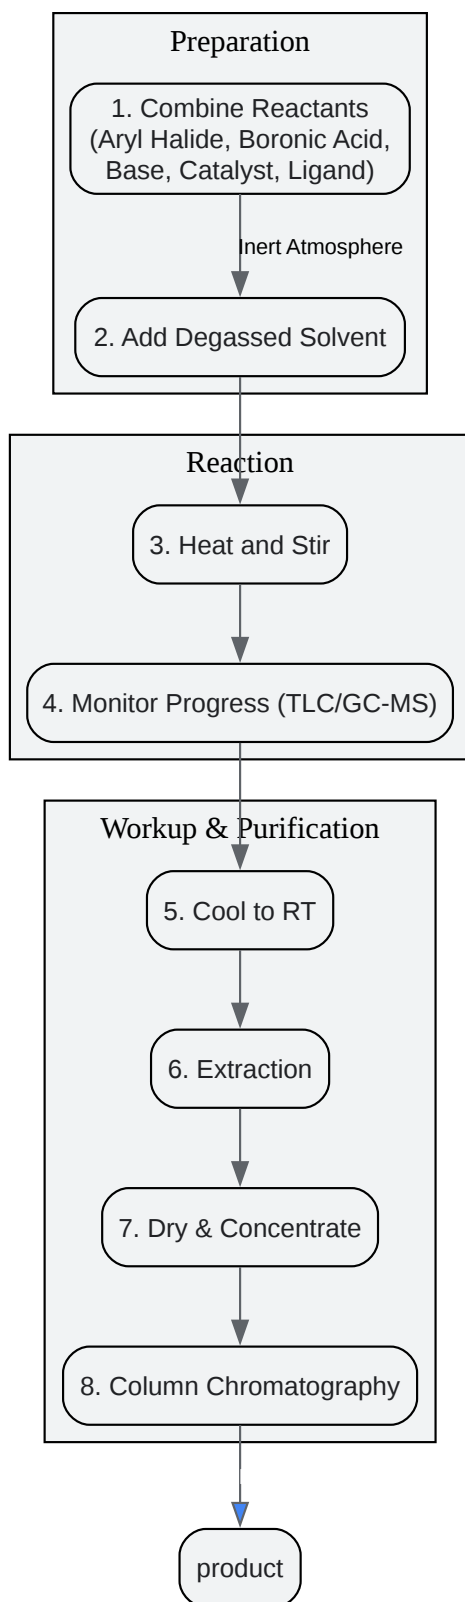 Preparation
1. Combine Reactants
(Aryl Halide, Boronic Acid,
Base, Catalyst, Ligand)
Inert Atmosphere
2. Add Degassed Solvent
Reaction
3. Heat and Stir
4. Monitor Progress (TLC/GC-MS)
Workup & Purification
5. Cool to RT
6. Extraction
7. Dry & Concentrate
8. Column Chromatography
product